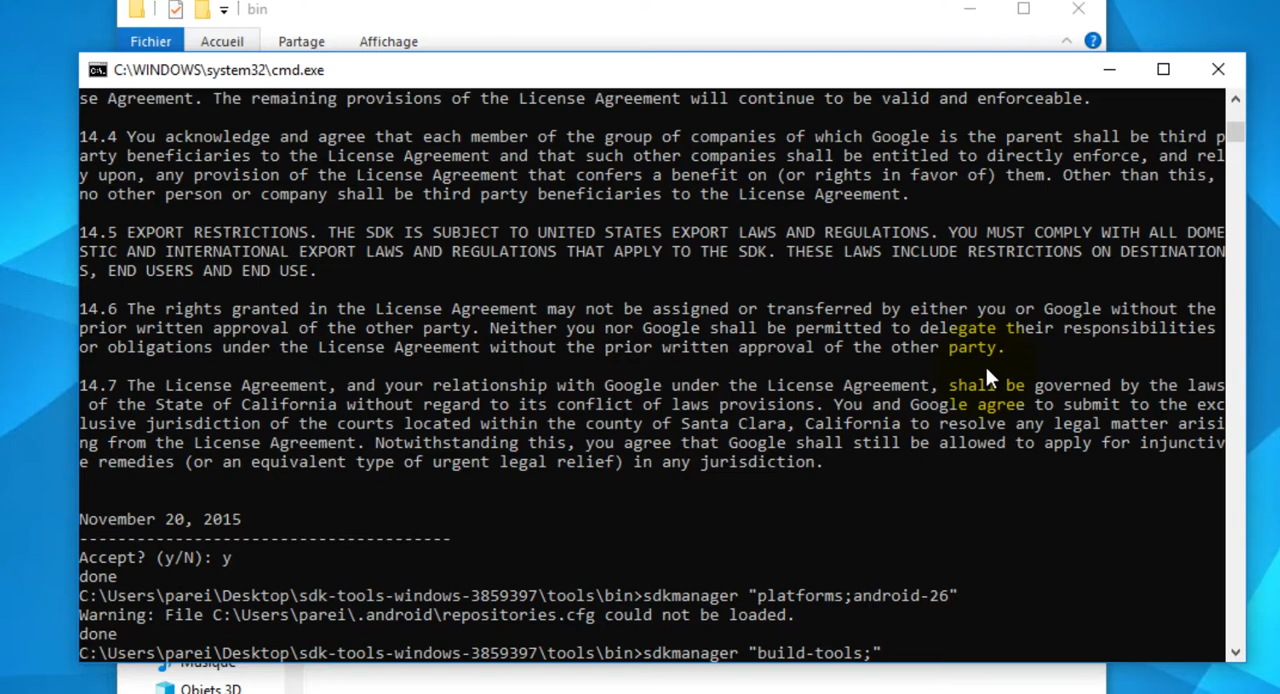 bin
Fichier Accueil Partage Affichage
C:\WINDOWS\system32\cmd.exe
se Agreement. The remaining provisions of the License Agreement will continue to be valid and enforceable.
14.4 You acknowledge and agree that each member of the group of companies of which Google is the parent shall be third p
arty beneficiaries to the License Agreement and that such other companies shall be entitled to directly enforce, and rel
y upon, any provision of the License Agreement that confers a benefit on (or rights in favor of) them. Other than this,
no other person or company shall be third party beneficiaries to the License Agreement.
14.5 EXPORT RESTRICTIONS. THE SDK IS SUBJECT TO UNITED STATES EXPORT LAWS AND REGULATIONS. YOU MUST COMPLY WITH ALL DOME
STIC AND INTERNATIONAL EXPORT LAWS AND REGULATIONS THAT APPLY TO THE SDK. THESE LAWS INCLUDE RESTRICTIONS ON DESTINATION
S, END USERS AND END USE.
14.6 The rights granted in the License Agreement may not be assigned or transferred by either you or Google without the
prior written approval of the other party. Neither you nor Google shall be permitted to delegate their responsibilities
or obligations under the License Agreement without the prior written approval of the other party.
14.7 The License Agreement, and your relationship with Google under the License Agreement, shall be governed by the laws
of the State of California without regard to its conflict of laws provisions. You and Google agree to submit to the exc
lusive jurisdiction of the courts located within the county of Santa Clara, California to resolve any legal matter arisi
ng from the License Agreement. Notwithstanding this, you agree that Google shall still be allowed to apply for injunctiv
e remedies (or an equivalent type of urgent legal relief) in any jurisdiction.
November 20, 2015
---------------------------------------
Accept? (y/N): y
done
C:\Users\parei\Desktop\sdk-tools-windows-3859397\tools\bin>sdkmanager "platforms;android-26"
Warning: File C:\Users\parei\.android\repositories.cfg could not be loaded.
done
C:\Users\parei\Desktop\sdk-tools-windows-3859397\tools\bin>sdkmanager "build-tools;"
Musique
Objets 3D